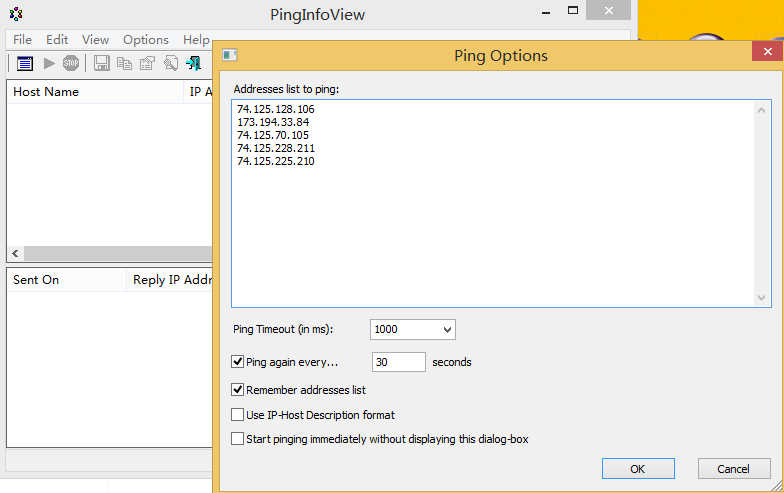 PingInfoView
File Edit View Options Help
STOP
Host Name IP A
Sent On Reply IP Addr
Ping Options
Addresses list to ping:
74.125.128.106
173.194.33.84
74.125.70.105
74.125.228.211
74.125.225.210
Ping Timeout (in ms): 1000
Ping again every... 30 seconds
Remember addresses list
Use IP-Host Description format
Start pinging immediately without displaying this dialog-box
OK Cancel